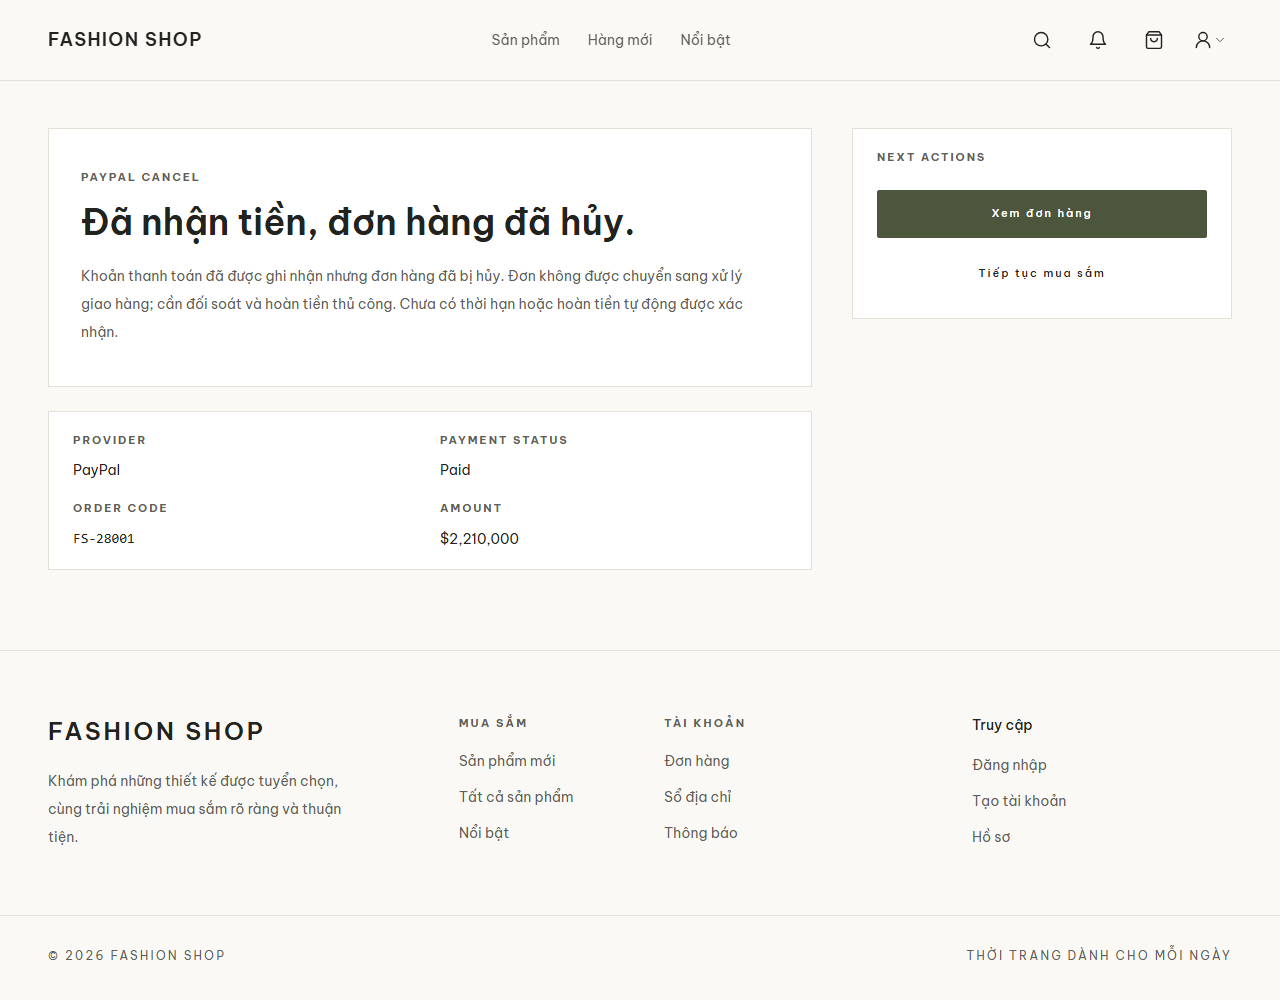 FASHION SHOP
Sản phẩm
Hàng mới
Nổi bật
PAYPAL CANCEL
Đã nhận tiền, đơn hàng đã hủy.
Khoản thanh toán đã được ghi nhận nhưng đơn hàng đã bị hủy. Đơn không được chuyển sang xử lý
giao hàng; cần đối soát và hoàn tiền thủ công. Chưa có thời hạn hoặc hoàn tiền tự động được xác
nhận.
NEXT ACTIONS
Xem đơn hàng
Tiếp tục mua sắm
PROVIDER
PayPal
PAYMENT STATUS
Paid
ORDER CODE
FS-28001
AMOUNT
$2,210,000
FASHION SHOP
Khám phá những thiết kế được tuyển chọn,
cùng trải nghiệm mua sắm rõ ràng và thuận
tiện.
MUA SẮM
Sản phẩm mới
Tất cả sản phẩm
Nổi bật
TÀI KHOẢN
Đơn hàng
Sổ địa chỉ
Thông báo
Truy cập
Đăng nhập
Tạo tài khoản
Hồ sơ
© 2026 FASHION SHOP
THỜI TRANG DÀNH CHO MỖI NGÀY